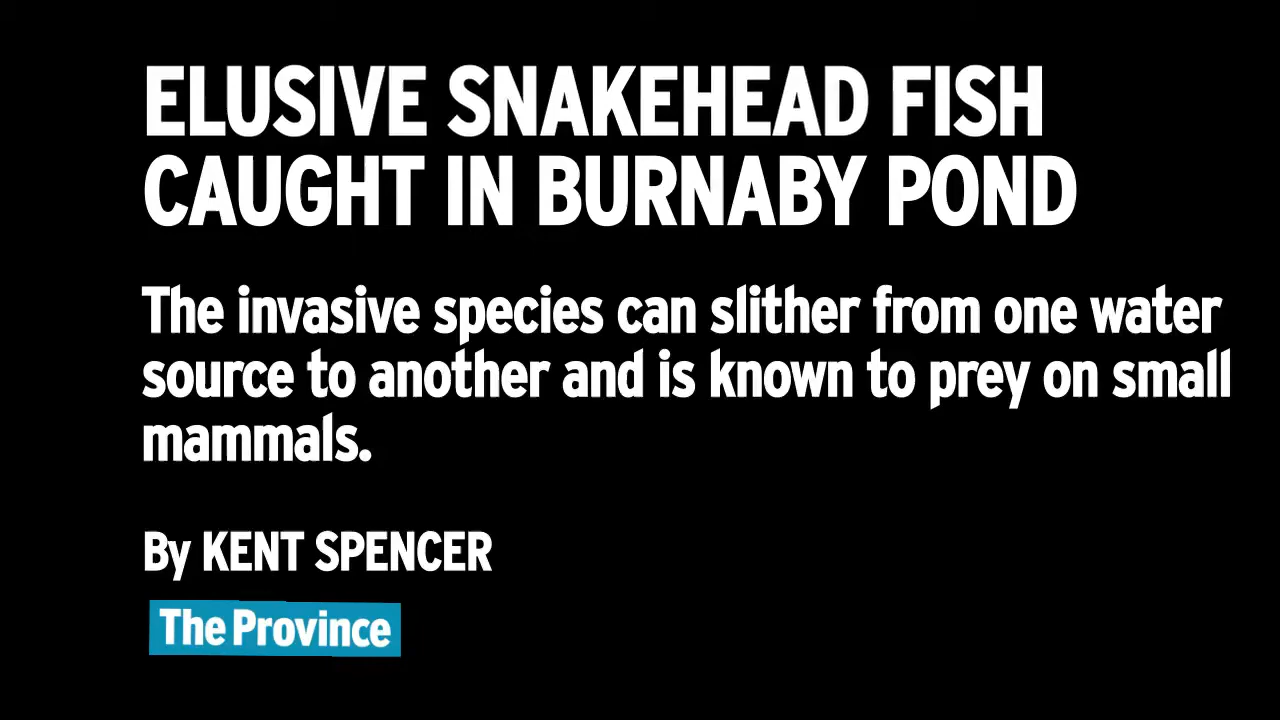 ELUSIVE SNAKEHEAD FISH
CAUGHT IN BURNABY POND
The invasive species can slither from one water
source to another and is known to prey on small
mammals.
By KENT SPENCER
The Province